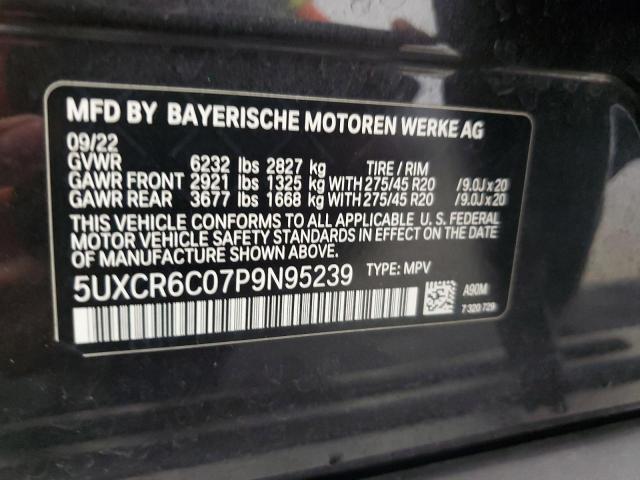 MFD BY BAYERISCHE MOTOREN WERKE AG
09/22
GVWR 6232 lbs 2827 kg TIRE / RIM
GAWR FRONT 2921 lbs 1325 kg WITH 275/45 R20 /9.0J x 20
GAWR REAR 3677 lbs 1668 kg WITH 275/45 R20 /9.0J x 20
THIS VEHICLE CONFORMS TO ALL APPLICABLE U. S. FEDERAL
MOTOR VEHICLE SAFETY STANDARDS IN EFFECT ON THE DATE
OF MANUFACTURE SHOWN ABOVE.
5UXCR6C07P9N95239 TYPE: MPV
A90M
7 320 729